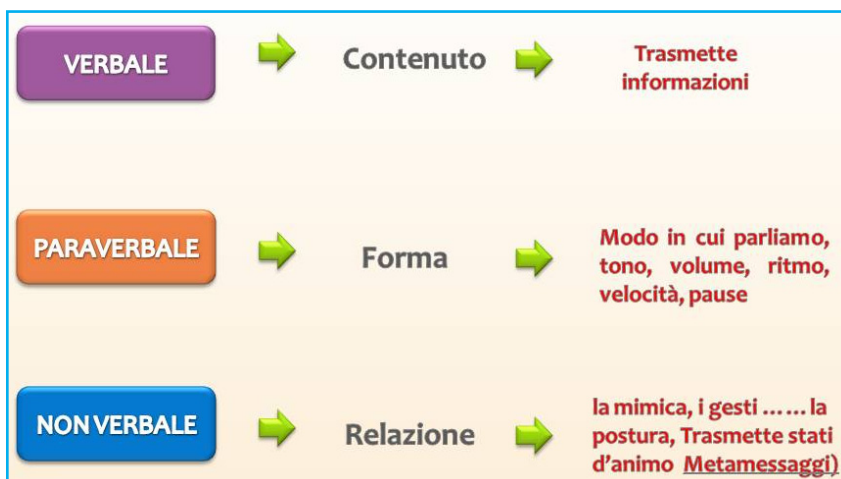 VERBALE
Contenuto
Trasmette
informazioni
PARAVERBALE
Forma
Modo in cui parliamo,
tono, volume, ritmo,
velocità, pause
NON VERBALE
Relazione
la mimica, i gesti ...... la
postura, Trasmette stati
d'animo Metamessaggi)